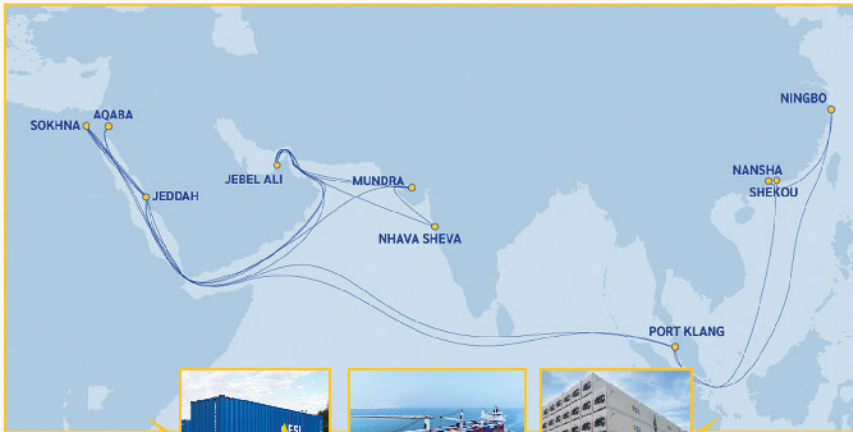 NINGBO
AQABA
SOKHNA
NANSHA
SHEKOU
JEBEL ALI
MUNDRA
JEDDAH
NHAVA SHEVA
PORT KLANG
ESL